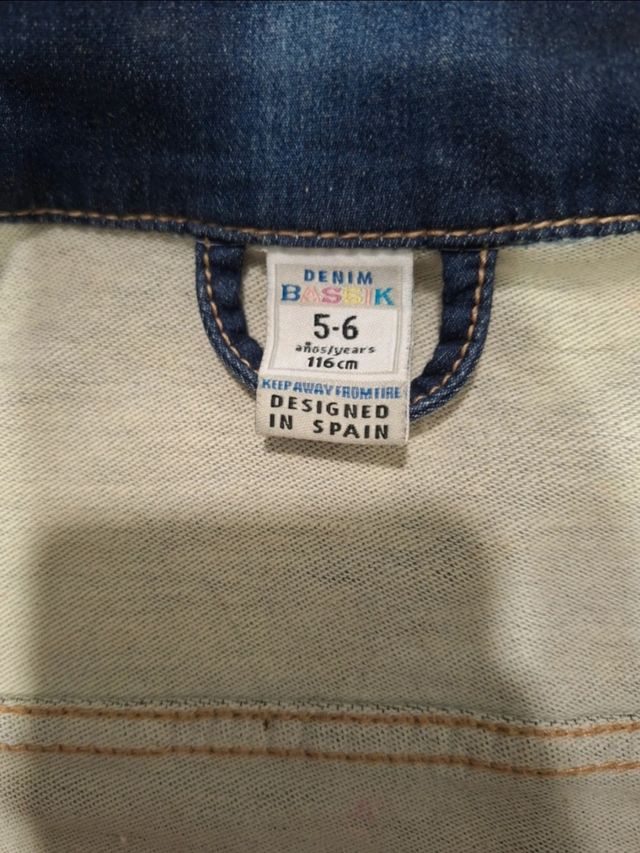 DENIM
BASSIK
5-6
años/years
116cm
KEEP AWAY FROM FIRE
DESIGNED
IN SPAIN